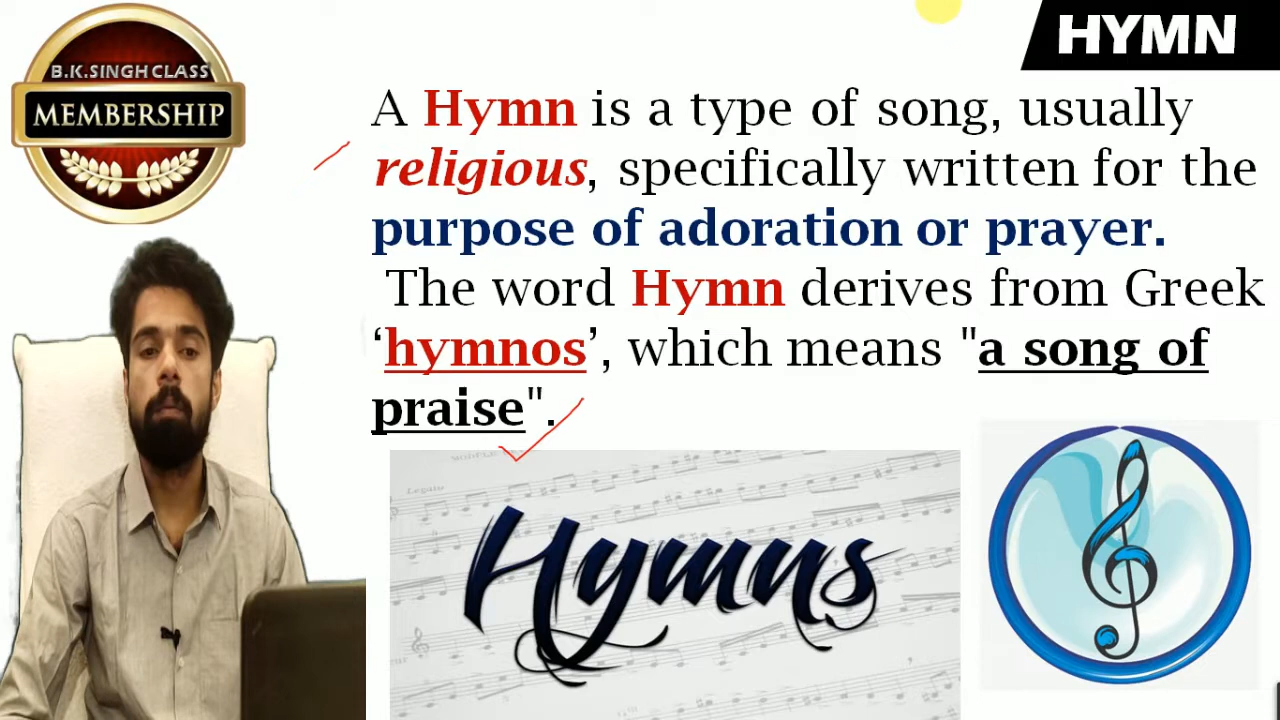 B.K.SINGH CLASS
MEMBERSHIP
HYMN
A Hymn is a type of song, usually
religious, specifically written for the
purpose of adoration or prayer.
The word Hymn derives from Greek
‘hymnos’, which means "a song of
praise".
Legato
Hymns